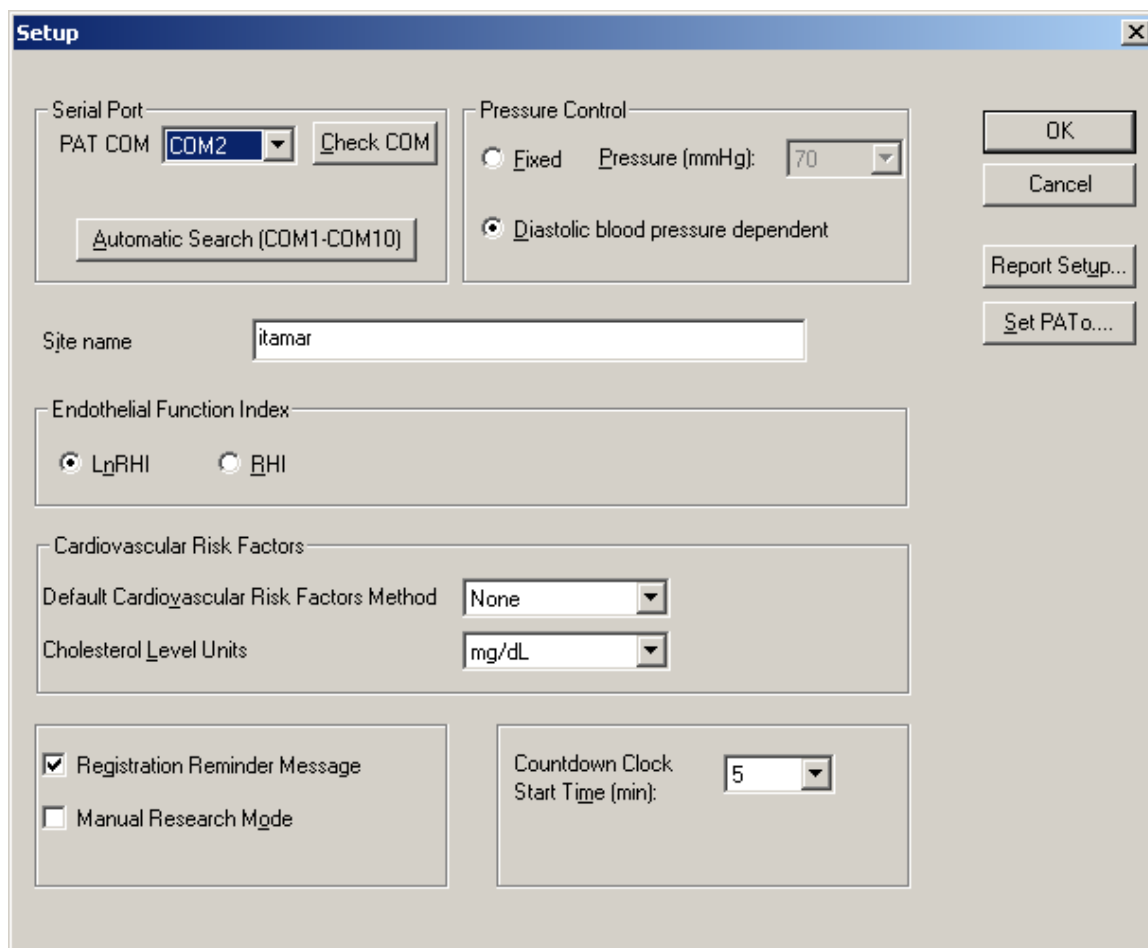 Setup
Serial Port
PAT COM COM2 Check COM
Automatic Search (COM1-COM10)
Pressure Control
Fixed Pressure (mmHg): 70
Diastolic blood pressure dependent
OK
Cancel
Report Setup...
Set PATo....
Site name itamar
Endothelial Function Index
LnRHI RHI
Cardiovascular Risk Factors
Default Cardiovascular Risk Factors Method None
Cholesterol Level Units mg/dL
Registration Reminder Message
Manual Research Mode
Countdown Clock
Start Time (min): 5